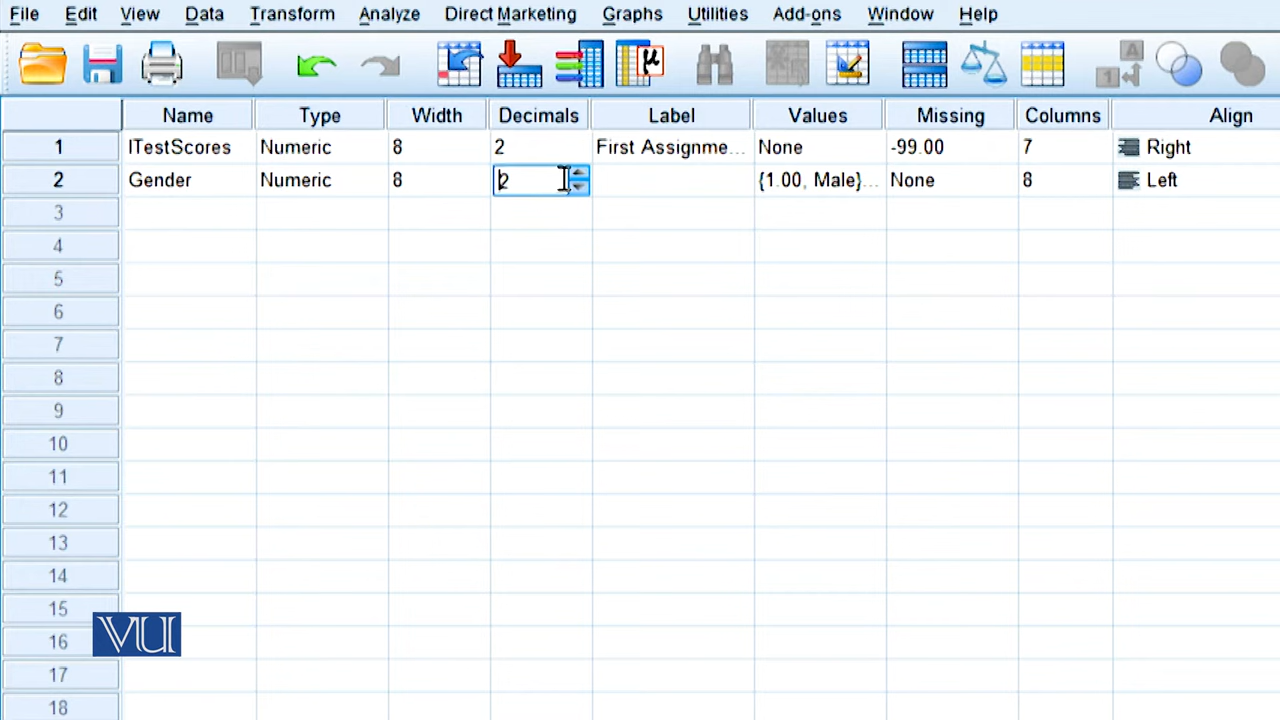 File Edit View Data Transform Analyze Direct Marketing Graphs Utilities Add-ons Window Help
μ
A
1
Name Type Width Decimals Label Values Missing Columns Align
1 ITestScores Numeric 8 2 First Assignme... None -99.00 7 Right
2 Gender Numeric 8 2 {1.00, Male}... None 8 Left
3
4
5
6
7
8
9
10
11
12
13
14
15
16
17
18
VU